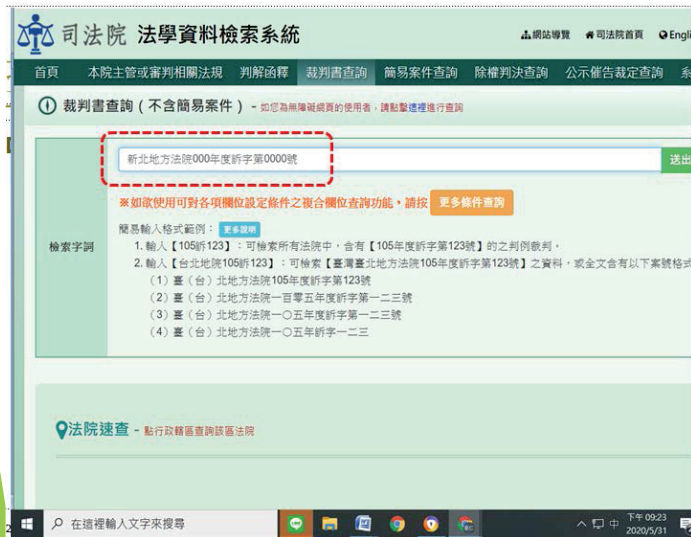 司法院 法學資料檢索系統
網站導覽 司法院首頁 Engli
首頁 本院主管或審判相關法規 判解函釋 裁判書查詢 簡易案件查詢 除權判決查詢 公示催告裁定查詢 系
裁判書查詢(不含簡易案件) - 如您為無障礙網頁的使用者,請點擊這裡進行查詢
新北地方法院000年度訴字第0000號
送出
※如欲使用可對各項欄位設定條件之複合欄位查詢功能,請按 更多條件查詢
簡易輸入格式範例: 更多說明
檢索字詞
1. 輸入【105訴123】:可檢索所有法院中,含有【105年度訴字第123號】的之判例裁判。
2. 輸入【台北地院105訴123】:可檢索【臺灣臺北地方法院105年度訴字第123號】之資料,或全文含有以下案號格式
(1)臺(台)北地方法院105年度訴字第123號
(2)臺(台)北地方法院一百零五年度訴字第一二三號
(3)臺(台)北地方法院一〇五年度訴字第一二三號
(4)臺(台)北地方法院一〇五年訴字一二三
法院速查 - 點行政轄區查詢該區法院
在這裡輸入文字來搜尋
中
下午 09:23
2020/5/31